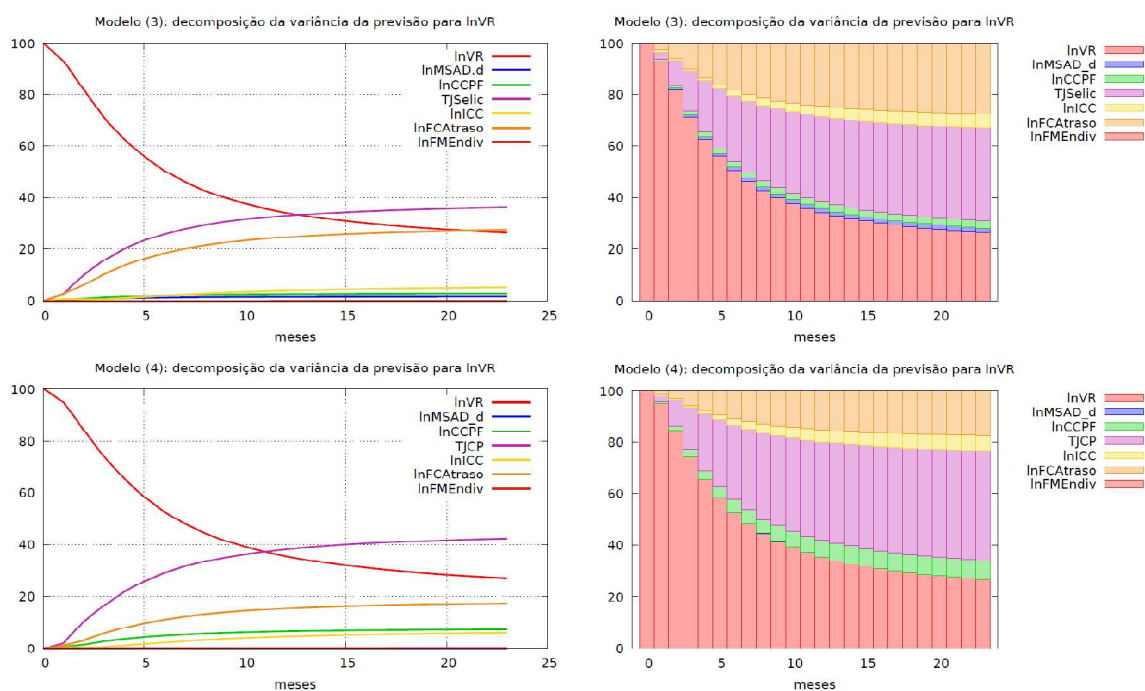 Modelo (3): decomposição da variância da previsão para lnVR
100
80
60
40
20
0
0 5 10 15 20 25
meses
lnVR
lnMSAD.d
lnCCPF
TJSelic
lnICC
lnFCAtraso
lnFMEndiv
Modelo (3): decomposição da variância da previsão para lnVR
100
80
60
40
20
0
0 5 10 15 20
meses
lnVR
lnMSAD_d
lnCCPF
TJSelic
lnICC
lnFCAtraso
lnFMEndiv
Modelo (4): decomposição da variância da previsão para lnVR
100
80
60
40
20
0
0 5 10 15 20 25
meses
lnVR
lnMSAD_d
lnCCPF
TJCP
lnICC
lnFCAtraso
lnFMEndiv
Modelo (4): decomposição da variância da previsão para lnVR
100
80
60
40
20
0
0 5 10 15 20
meses
lnVR
lnMSAD_d
lnCCPF
TJCP
lnICC
lnFCAtraso
lnFMEndiv